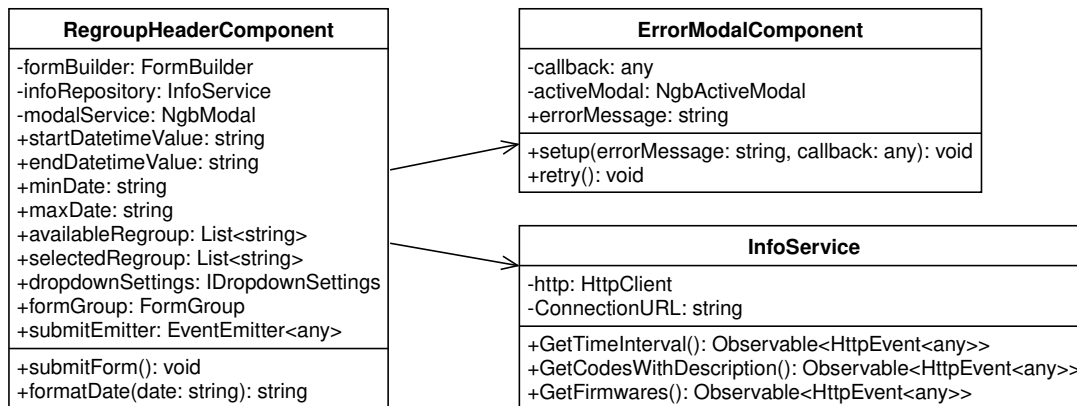 RegroupHeaderComponent
-formBuilder: FormBuilder
-infoRepository: InfoService
-modalService: NgbModal
+startDatetimeValue: string
+endDatetimeValue: string
+minDate: string
+maxDate: string
+availableRegroup: List<string>
+selectedRegroup: List<string>
+dropdownSettings: IDropdownSettings
+formGroup: FormGroup
+submitEmitter: EventEmitter<any>
+submitForm(): void
+formatDate(date: string): string
ErrorModalComponent
-callback: any
-activeModal: NgbActiveModal
+errorMessage: string
+setup(errorMessage: string, callback: any): void
+retry(): void
InfoService
-http: HttpClient
-ConnectionURL: string
+GetTimeInterval(): Observable<HttpEvent<any>>
+GetCodesWithDescription(): Observable<HttpEvent<any>>
+GetFirmwares(): Observable<HttpEvent<any>>